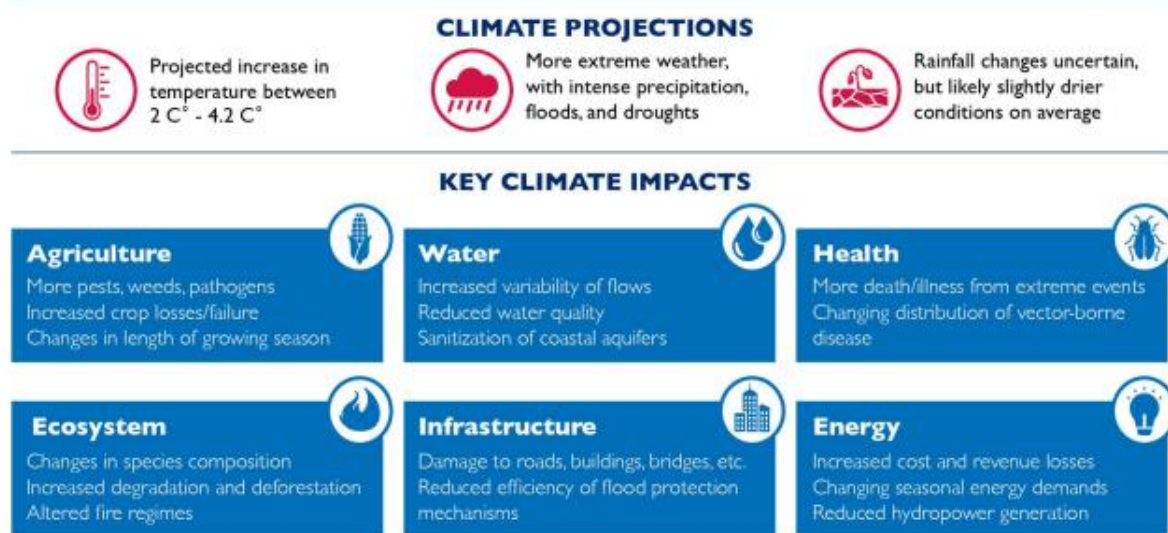 CLIMATE PROJECTIONS
Projected increase in
temperature between
2 C° - 4.2 C°
More extreme weather,
with intense precipitation,
floods, and droughts
Rainfall changes uncertain,
but likely slightly drier
conditions on average
KEY CLIMATE IMPACTS
Agriculture
More pests, weeds, pathogens
Increased crop losses/failure
Changes in length of growing season
Water
Increased variability of flows
Reduced water quality
Sanitization of coastal aquifers
Health
More death/illness from extreme events
Changing distribution of vector-borne
disease
Ecosystem
Changes in species composition
Increased degradation and deforestation
Altered fire regimes
Infrastructure
Damage to roads, buildings, bridges, etc.
Reduced efficiency of flood protection
mechanisms
Energy
Increased cost and revenue losses
Changing seasonal energy demands
Reduced hydropower generation